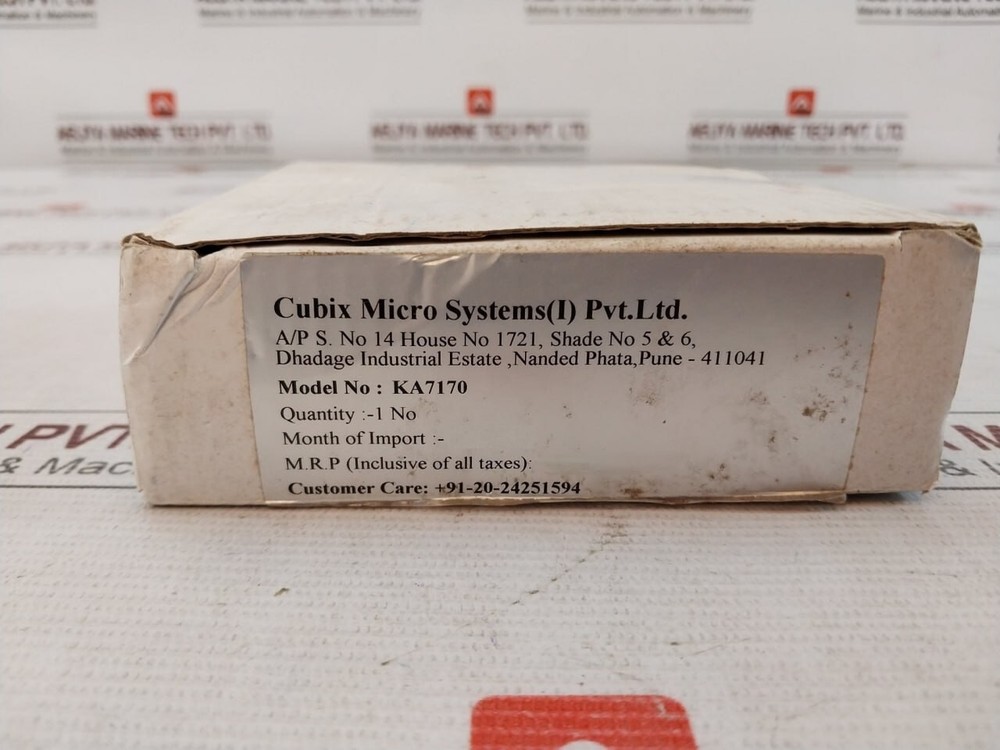 Cubix Micro Systems(I) Pvt.Ltd.
A/P S. No 14 House No 1721, Shade No 5 & 6,
Dhadage Industrial Estate ,Nanded Phata,Pune - 411041
Model No : KA7170
Quantity :-1 No
Month of Import :-
M.R.P (Inclusive of all taxes):
Customer Care: +91-20-24251594